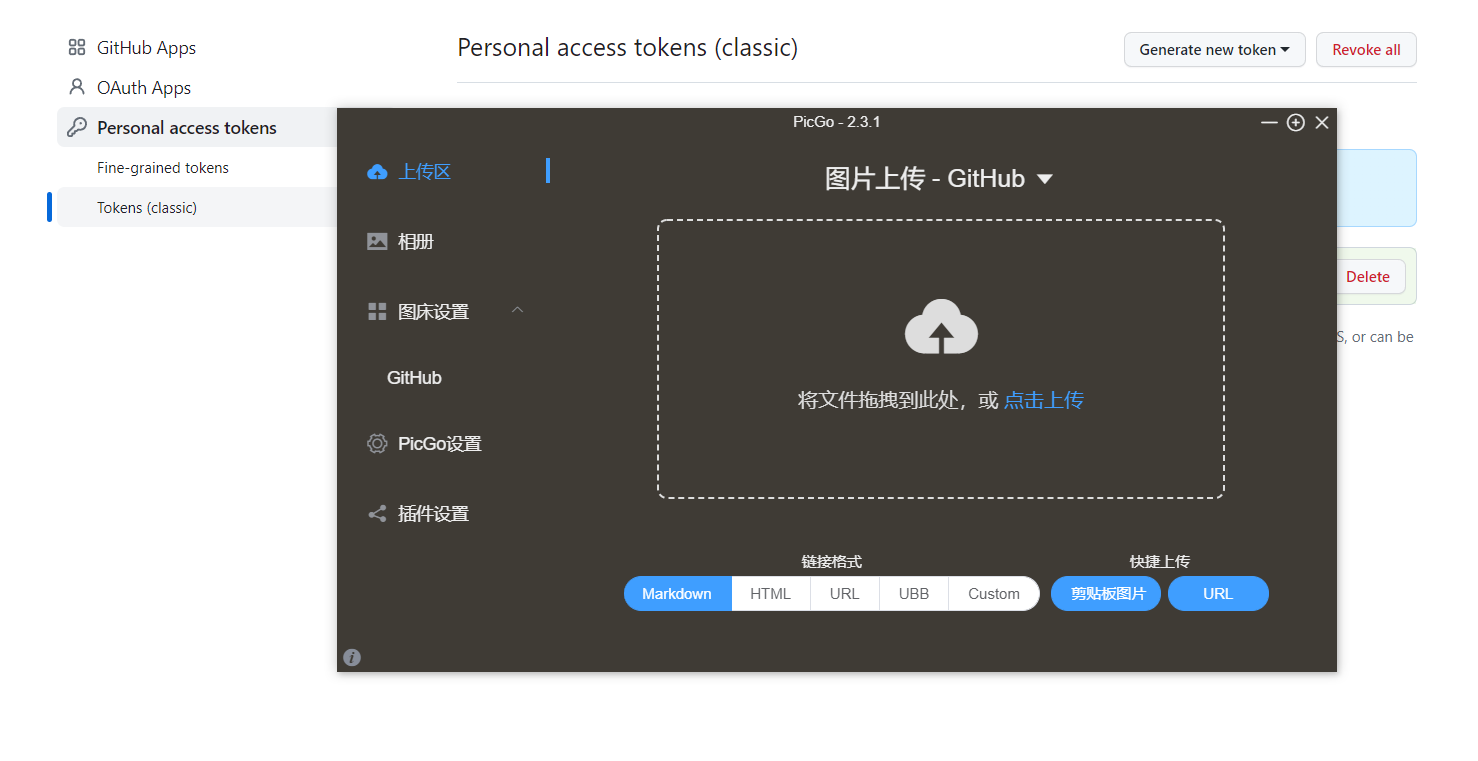 GitHub Apps
OAuth Apps
Personal access tokens
Fine-grained tokens
Tokens (classic)
Personal access tokens (classic)
Generate new token
Revoke all
Delete
S, or can be
PicGo - 2.3.1
上传区
相册
图床设置
GitHub
PicGo设置
插件设置
图片上传 - GitHub
将文件拖拽到此处，或 点击上传
链接格式
Markdown HTML URL UBB Custom
快捷上传
剪贴板图片 URL